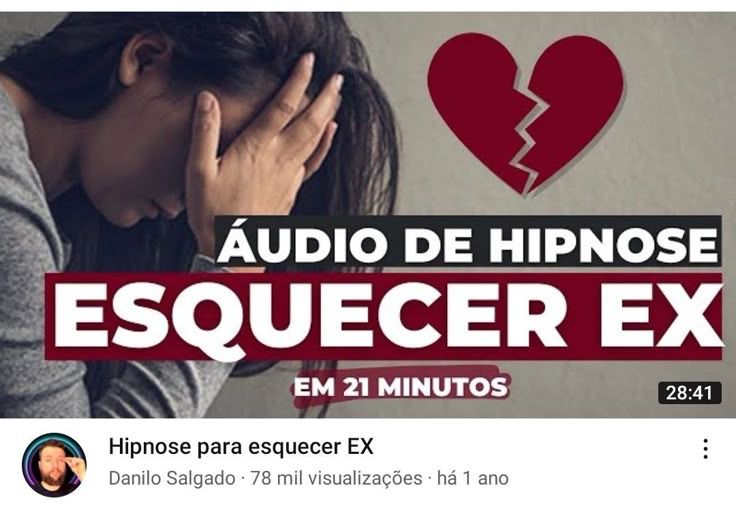 ÁUDIO DE HIPNOSE
ESQUECER EX
EM 21 MINUTOS
28:41
Hipnose para esquecer EX
Danilo Salgado · 78 mil visualizações · há 1 ano